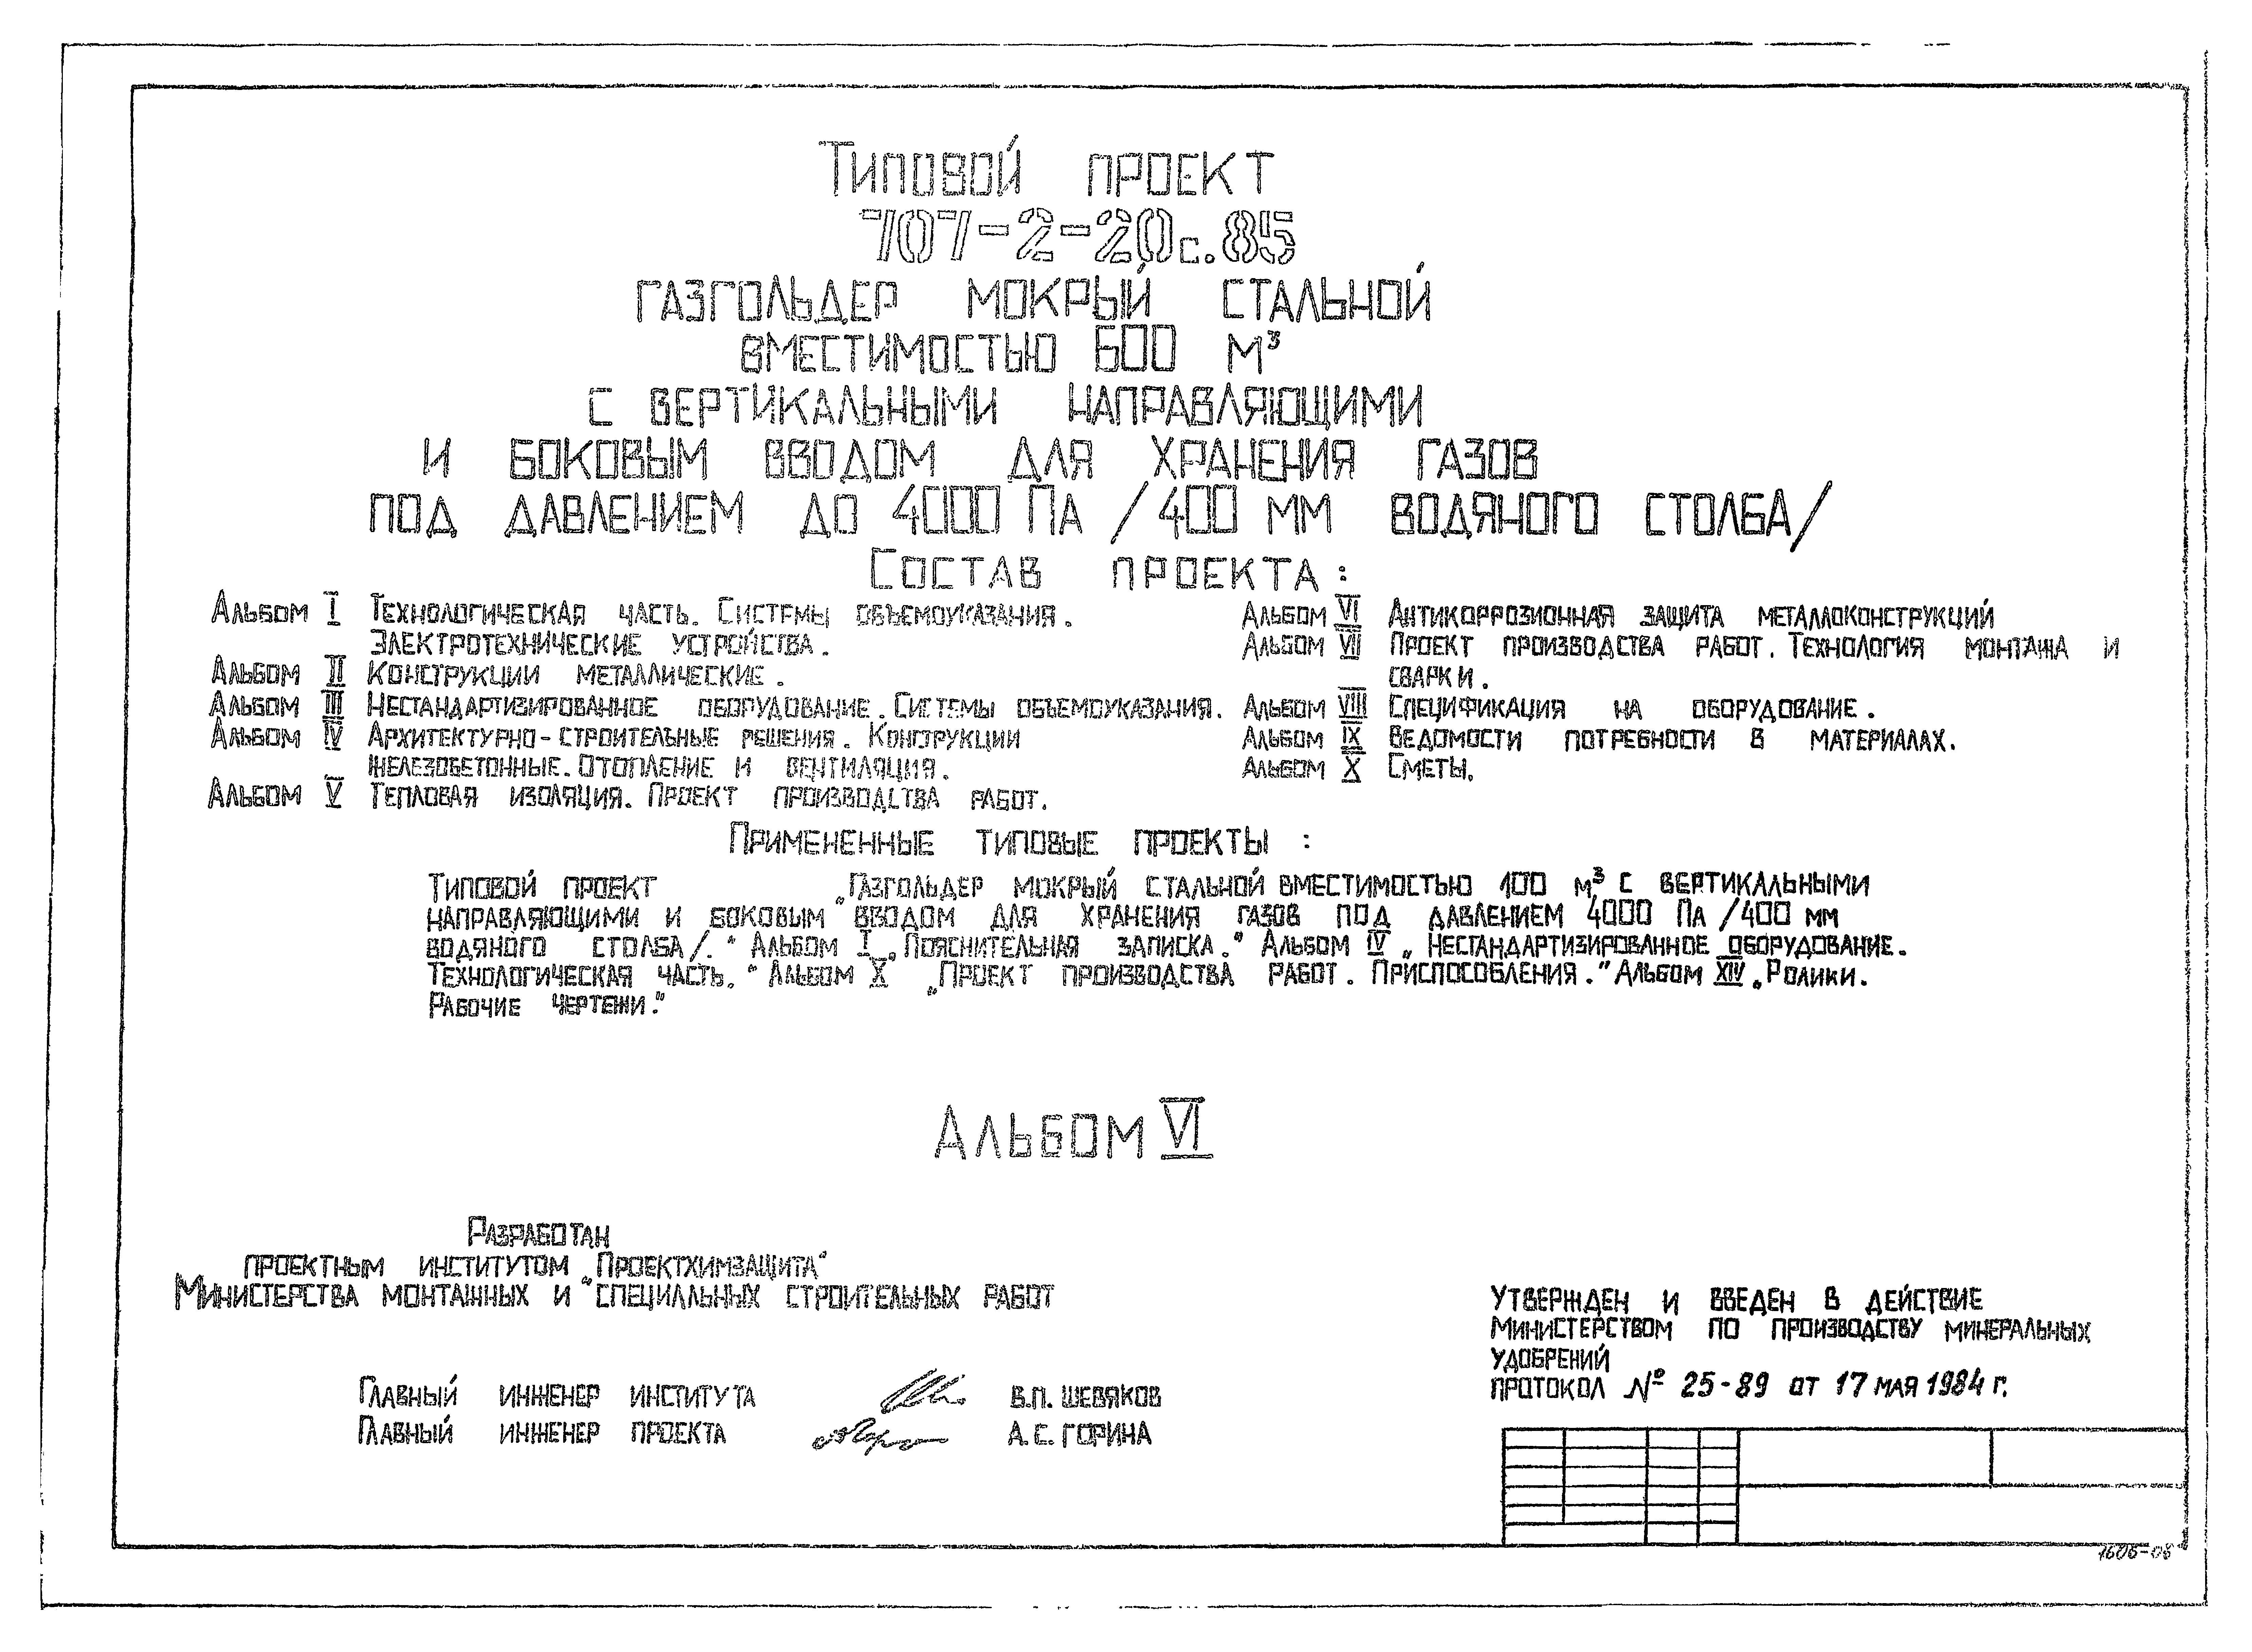 Типовой проект
707-2-20с.85
газгольдер мокрый стальной
вместимостью 600 м³
с вертикальными направляющими
и боковым вводом для хранения газов
под давлением до 4000 Па /400 мм водяного столба/
Состав проекта:
Альбом I Технологическая часть. Системы объемоуказания.
Электротехнические устройства.
Альбом II Конструкции металлические.
Альбом III Нестандартизированное оборудование. Системы объемоуказания.
Альбом IV Архитектурно-строительные решения. Конструкции
железобетонные. Отопление и вентиляция.
Альбом V Тепловая изоляция. Проект производства работ.
Альбом VI Антикоррозионная защита металлоконструкций
Альбом VII Проект производства работ. Технология монтажа и
сварки.
Альбом VIII Спецификация на оборудование.
Альбом IX Ведомости потребности в материалах.
Альбом X Сметы.
Примененные типовые проекты:
Типовой проект „Газгольдер мокрый стальной вместимостью 100 м³ с вертикальными
направляющими и боковым вводом для хранения газов под давлением 4000 Па /400 мм
водяного столба/." Альбом I „Пояснительная записка." Альбом IV „Нестандартизированное оборудование.
Технологическая часть." Альбом X „Проект производства работ. Приспособления." Альбом XIV „Ролики.
Рабочие чертежи."
Альбом VI
Разработан
проектным институтом „Проектхимзащита"
Министерства монтажных и специальных строительных работ
Главный инженер института В.П. Шевяков
Главный инженер проекта А.С. Горина
Утвержден и введен в действие
Министерством по производству минеральных
удобрений
протокол № 25-89 от 17 мая 1984 г.
1606-08